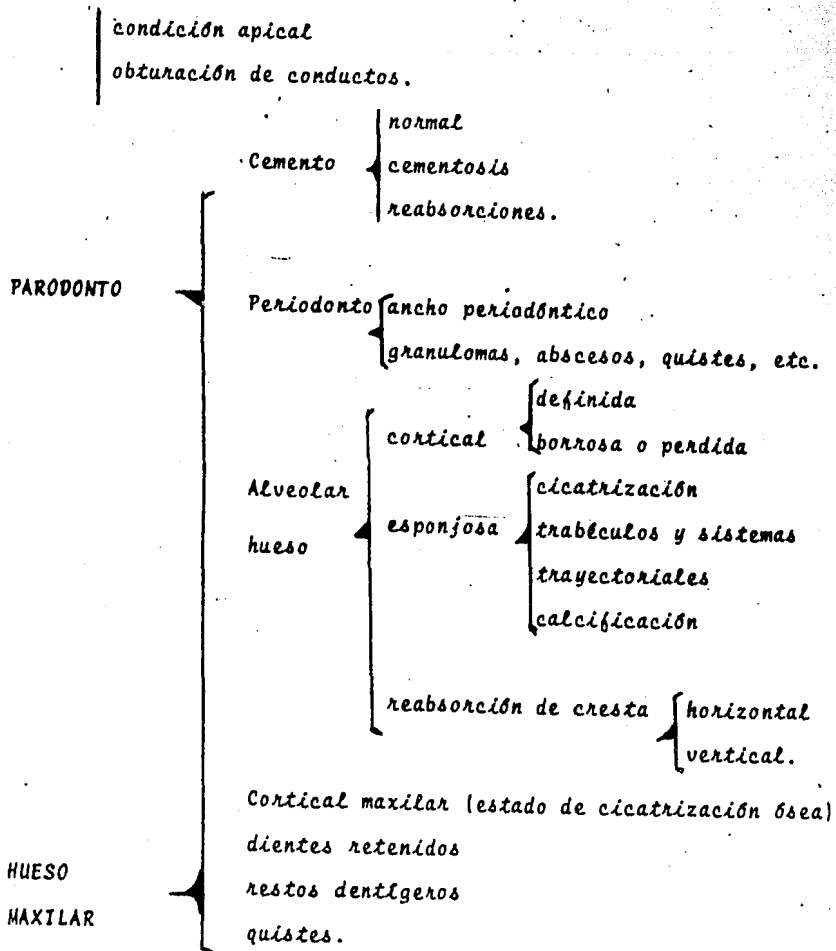 condición apical
obturación de conductos.
normal
Cemento
cementosis
reabsorciones.
PARODONTO
Periodonto
ancho periodóntico
granulomas, abscesos, quistes, etc.
definida
cortical
borrosa o perdida
Alveolar
hueso
cicatrización
esponjosa
trabéculos y sistemas
trayectoriales
calcificación
reabsorción de cresta
horizontal
vertical.
Cortical maxilar (estado de cicatrización ósea)
dientes retenidos
HUESO
MAXILAR
restos dentígeros
quistes.